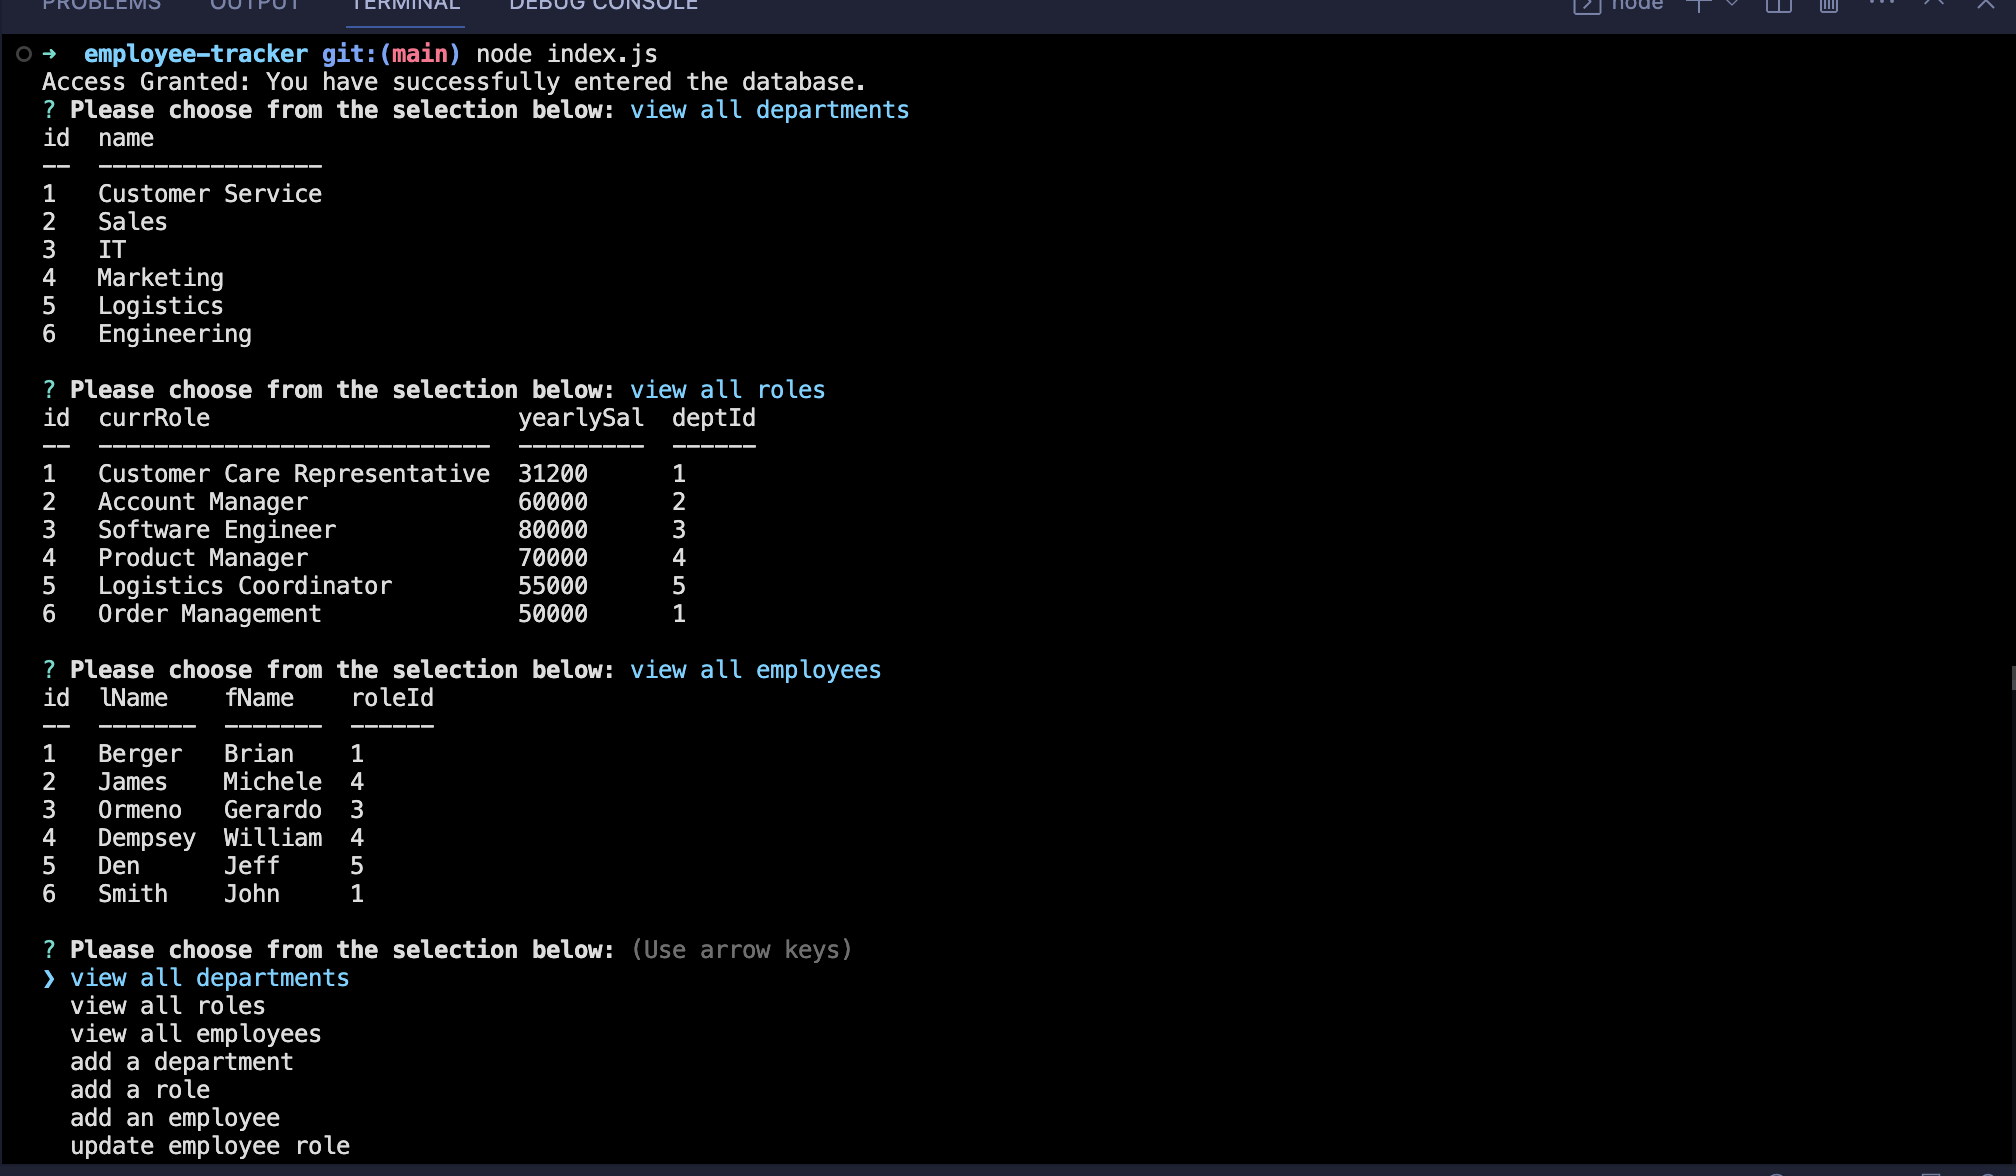 PROBLEMS OUTPUT TERMINAL DEBUG CONSOLE node
➜ employee-tracker git:(main) node index.js
Access Granted: You have successfully entered the database.
? Please choose from the selection below: view all departments
id  name
--  ----------------
1   Customer Service
2   Sales
3   IT
4   Marketing
5   Logistics
6   Engineering
? Please choose from the selection below: view all roles
id  currRole                      yearlySal  deptId
--  ----------------------------  ---------  ------
1   Customer Care Representative  31200      1
2   Account Manager               60000      2
3   Software Engineer             80000      3
4   Product Manager               70000      4
5   Logistics Coordinator         55000      5
6   Order Management              50000      1
? Please choose from the selection below: view all employees
id  lName    fName    roleId
--  -------  -------  ------
1   Berger   Brian    1
2   James    Michele  4
3   Ormeno   Gerardo  3
4   Dempsey  William  4
5   Den      Jeff     5
6   Smith    John     1
? Please choose from the selection below: (Use arrow keys)
❯ view all departments
  view all roles
  view all employees
  add a department
  add a role
  add an employee
  update employee role